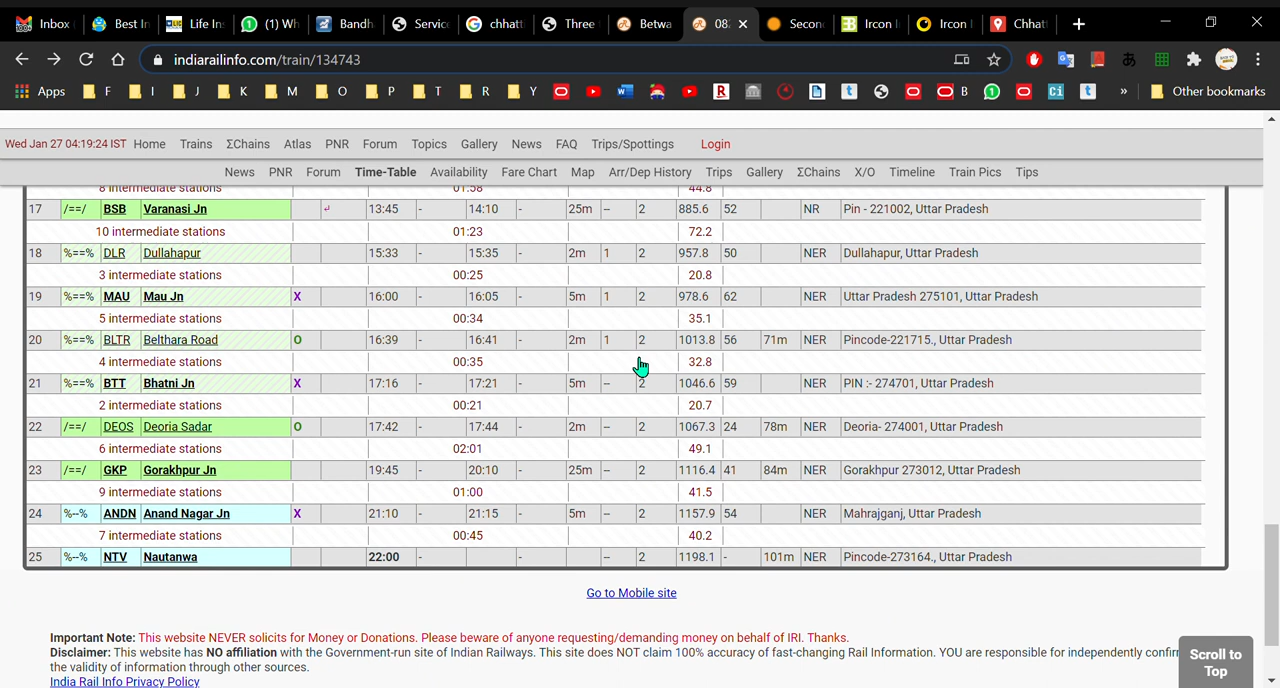 Inbox Best In Life Ins (1) Wh Bandh Service chhatt Three Betwa 082 Secon Ircon I Ircon I Chhatt
indiarailinfo.com/train/134743
Apps F I J K M O P T R Y B Other bookmarks
Wed Jan 27 04:19:24 IST Home Trains ΣChains Atlas PNR Forum Topics Gallery News FAQ Trips/Spottings Login
News PNR Forum Time-Table Availability Fare Chart Map Arr/Dep History Trips Gallery ΣChains X/O Timeline Train Pics Tips
8 intermediate stations 01:58 44.8
17 /==/ BSB Varanasi Jn ↵ 13:45 - 14:10 - 25m -- 2 885.6 52 NR Pin - 221002, Uttar Pradesh
10 intermediate stations 01:23 72.2
18 %==% DLR Dullahapur 15:33 - 15:35 - 2m 1 2 957.8 50 NER Dullahapur, Uttar Pradesh
3 intermediate stations 00:25 20.8
19 %==% MAU Mau Jn X 16:00 - 16:05 - 5m 1 2 978.6 62 NER Uttar Pradesh 275101, Uttar Pradesh
5 intermediate stations 00:34 35.1
20 %==% BLTR Belthara Road O 16:39 - 16:41 - 2m 1 2 1013.8 56 71m NER Pincode-221715., Uttar Pradesh
4 intermediate stations 00:35 32.8
21 %==% BTT Bhatni Jn X 17:16 - 17:21 - 5m -- 2 1046.6 59 NER PIN :- 274701, Uttar Pradesh
2 intermediate stations 00:21 20.7
22 /==/ DEOS Deoria Sadar O 17:42 - 17:44 - 2m -- 2 1067.3 24 78m NER Deoria- 274001, Uttar Pradesh
6 intermediate stations 02:01 49.1
23 /==/ GKP Gorakhpur Jn 19:45 - 20:10 - 25m -- 2 1116.4 41 84m NER Gorakhpur 273012, Uttar Pradesh
9 intermediate stations 01:00 41.5
24 %--% ANDN Anand Nagar Jn X 21:10 - 21:15 - 5m -- 2 1157.9 54 NER Mahrajganj, Uttar Pradesh
7 intermediate stations 00:45 40.2
25 %--% NTV Nautanwa 22:00 - - -- 2 1198.1 - 101m NER Pincode-273164., Uttar Pradesh
Go to Mobile site
Important Note: This website NEVER solicits for Money or Donations. Please beware of anyone requesting/demanding money on behalf of IRI. Thanks.
Disclaimer: This website has NO affiliation with the Government-run site of Indian Railways. This site does NOT claim 100% accuracy of fast-changing Rail Information. YOU are responsible for independently confir
the validity of information through other sources.
India Rail Info Privacy Policy
Scroll to
Top